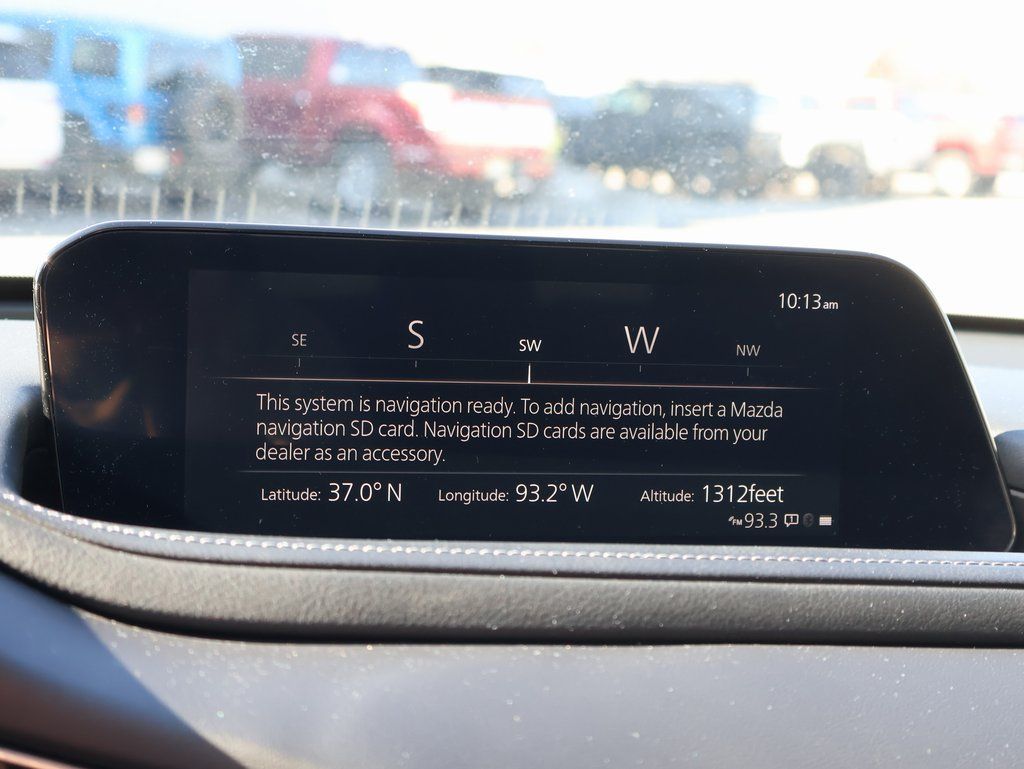 10:13am
SE S SW W NW
This system is navigation ready. To add navigation, insert a Mazda
navigation SD card. Navigation SD cards are available from your
dealer as an accessory.
Latitude: 37.0° N Longitude: 93.2° W Altitude: 1312feet
FM 93.3